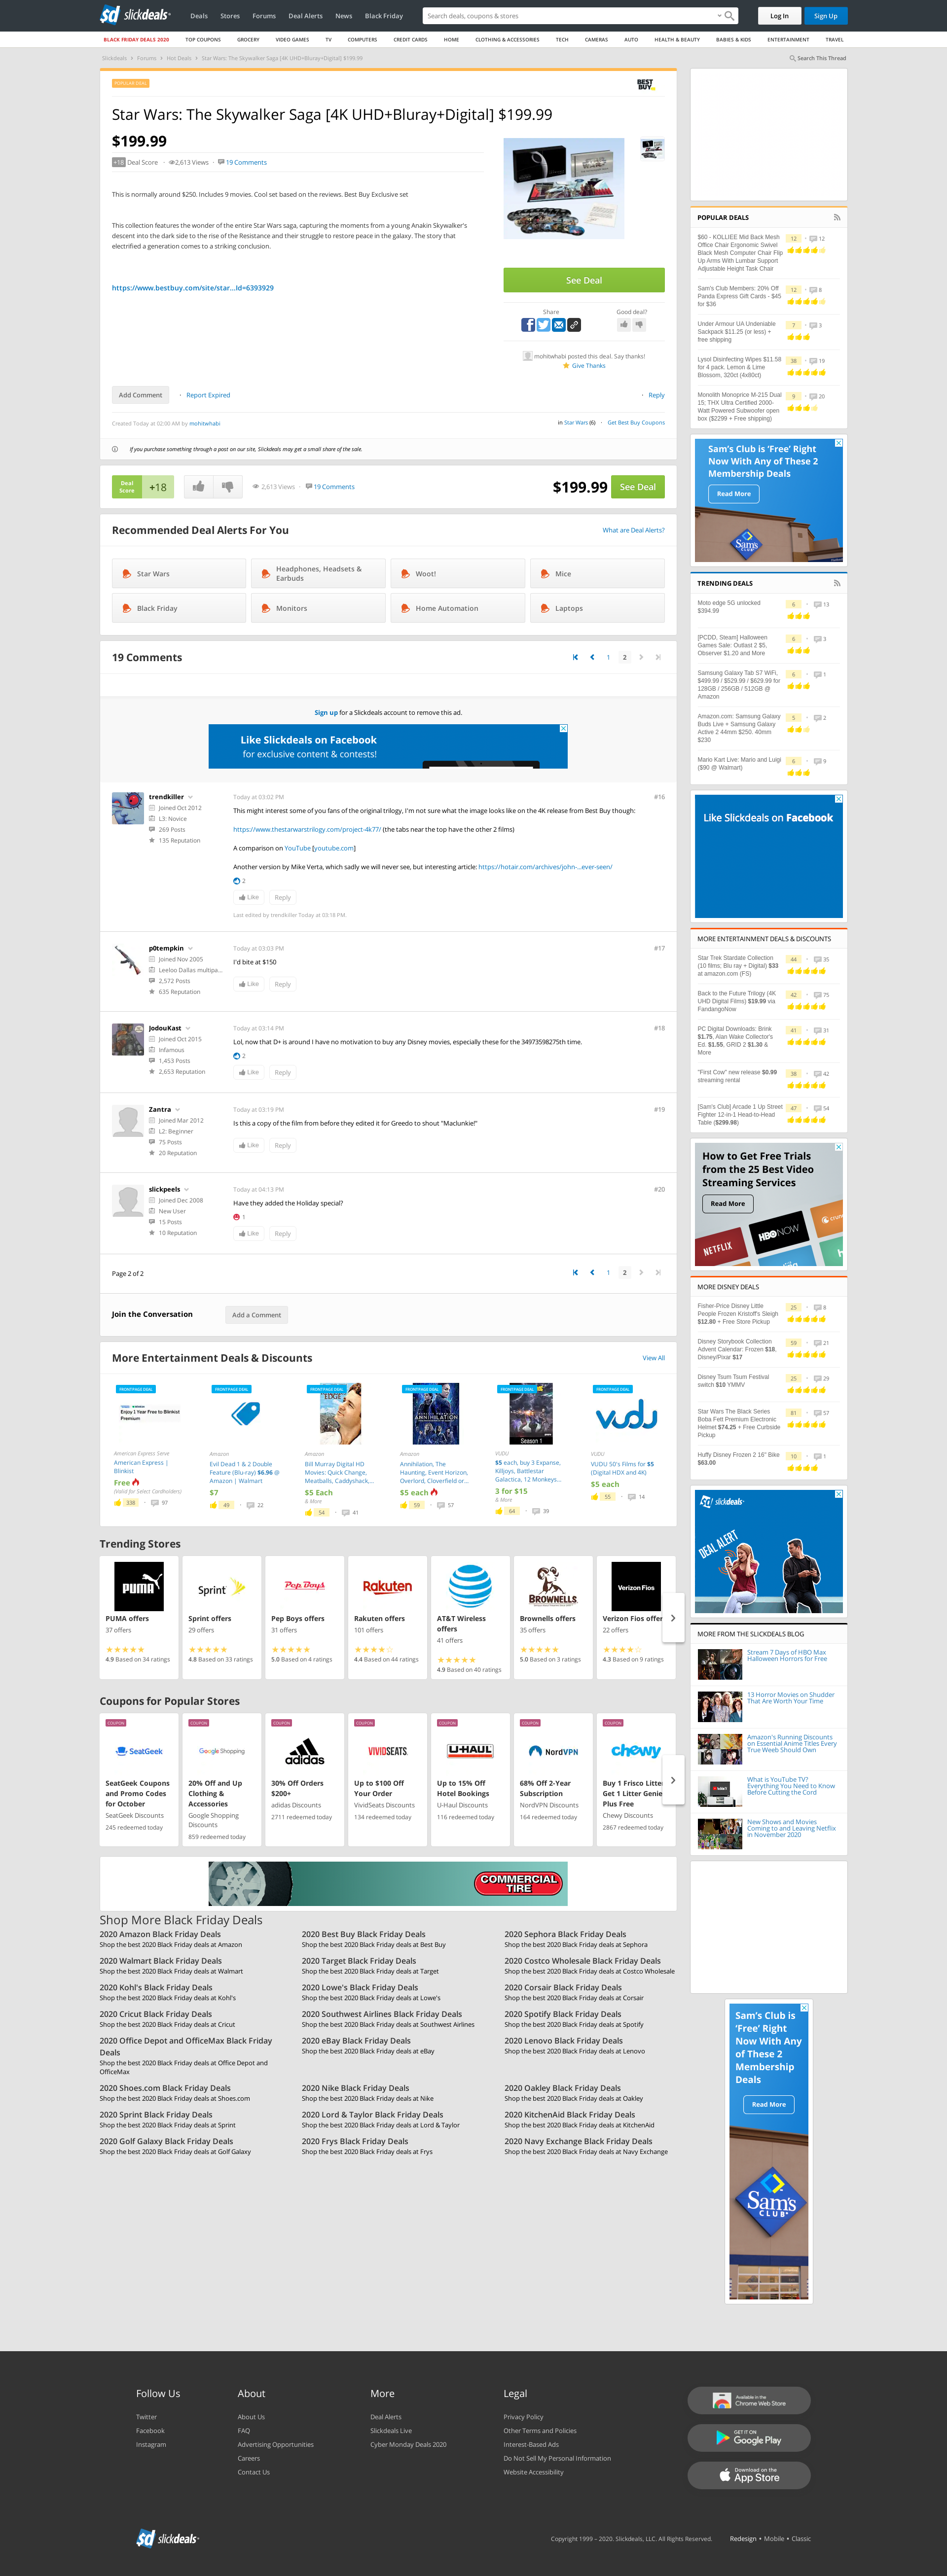 slickdeals
Deals
Stores
Forums
Deal Alerts
News
Black Friday
Search deals, coupons & stores
Log In
Sign Up
BLACK FRIDAY DEALS 2020
TOP COUPONS
GROCERY
VIDEO GAMES
TV
COMPUTERS
CREDIT CARDS
HOME
CLOTHING & ACCESSORIES
TECH
CAMERAS
AUTO
HEALTH & BEAUTY
BABIES & KIDS
ENTERTAINMENT
TRAVEL
Slickdeals
Forums
Hot Deals
Star Wars: The Skywalker Saga [4K UHD+Bluray+Digital] $199.99
Search This Thread
POPULAR DEAL
BEST BUY
Star Wars: The Skywalker Saga [4K UHD+Bluray+Digital] $199.99
$199.99
+18 Deal Score
2,613 Views
19 Comments
This is normally around $250. Includes 9 movies. Cool set based on the reviews. Best Buy Exclusive set
This collection features the wonder of the entire Star Wars saga, capturing the moments from a young Anakin Skywalker's
descent into the dark side to the rise of the Resistance and their struggle to restore peace in the galaxy. The story that
electrified a generation comes to a striking conclusion.
https://www.bestbuy.com/site/star...Id=6393929
See Deal
Share
Good deal?
mohitwhabi posted this deal. Say thanks!
Give Thanks
Add Comment
Report Expired
Reply
Created Today at 02:00 AM by mohitwhabi
in Star Wars (6)
Get Best Buy Coupons
If you purchase something through a post on our site, Slickdeals may get a small share of the sale.
Deal Score
+18
2,613 Views
19 Comments
$199.99
See Deal
Recommended Deal Alerts For You
What are Deal Alerts?
Star Wars
Headphones, Headsets & Earbuds
Woot!
Mice
Black Friday
Monitors
Home Automation
Laptops
19 Comments
1
2
Sign up for a Slickdeals account to remove this ad.
Like Slickdeals on Facebook
for exclusive content & contests!
trendkiller
Joined Oct 2012
L3: Novice
269 Posts
135 Reputation
Today at 03:02 PM
#16
This might interest some of you fans of the original trilogy, I'm not sure what the image looks like on the 4K release from Best Buy though:
https://www.thestarwarstrilogy.com/project-4k77/ (the tabs near the top have the other 2 films)
A comparison on YouTube [youtube.com]
Another version by Mike Verta, which sadly we will never see, but interesting article: https://hotair.com/archives/john-...ever-seen/
2
Like
Reply
Last edited by trendkiller Today at 03:18 PM.
p0tempkin
Joined Nov 2005
Leeloo Dallas multipa...
2,572 Posts
635 Reputation
Today at 03:03 PM
#17
I'd bite at $150
Like
Reply
JodouKast
Joined Oct 2015
Infamous
1,453 Posts
2,653 Reputation
Today at 03:14 PM
#18
Lol, now that D+ is around I have no motivation to buy any Disney movies, especially these for the 34973598275th time.
2
Like
Reply
Zantra
Joined Mar 2012
L2: Beginner
75 Posts
20 Reputation
Today at 03:19 PM
#19
Is this a copy of the film from before they edited it for Greedo to shout "Maclunkie!"
Like
Reply
slickpeels
Joined Dec 2008
New User
15 Posts
10 Reputation
Today at 04:13 PM
#20
Have they added the Holiday special?
1
Like
Reply
Page 2 of 2
1
2
Join the Conversation
Add a Comment
More Entertainment Deals & Discounts
View All
FRONTPAGE DEAL
Enjoy 1 Year Free to Blinkist Premium
American Express Serve
American Express | Blinkist
Free
(Valid for Select Cardholders)
338
97
FRONTPAGE DEAL
Amazon
Evil Dead 1 & 2 Double Feature (Blu-ray) $6.96 @ Amazon | Walmart
$7
49
22
FRONTPAGE DEAL
Amazon
Bill Murray Digital HD Movies: Quick Change, Meatballs, Caddyshack,...
$5 Each
& More
54
41
FRONTPAGE DEAL
ANNIHILATION
Amazon
Annihilation, The Haunting, Event Horizon, Overlord, Cloverfield or...
$5 each
59
57
FRONTPAGE DEAL
Season 1
VUDU
$5 each, buy 3 Expanse, Killjoys, Battlestar Galactica, 12 Monkeys...
3 for $15
& More
64
39
FRONTPAGE DEAL
vudu
VUDU
VUDU 50's Films for $5 (Digital HDX and 4K)
$5 each
55
14
Trending Stores
PUMA
PUMA offers
37 offers
4.9 Based on 34 ratings
Sprint
Sprint offers
29 offers
4.8 Based on 33 ratings
Pep Boys
Pep Boys offers
31 offers
5.0 Based on 4 ratings
Rakuten
Rakuten offers
101 offers
4.4 Based on 44 ratings
AT&T Wireless offers
41 offers
4.9 Based on 40 ratings
BROWNELLS
Brownells offers
35 offers
5.0 Based on 3 ratings
Verizon Fios
Verizon Fios offers
22 offers
4.3 Based on 9 ratings
Coupons for Popular Stores
COUPON
SeatGeek
SeatGeek Coupons and Promo Codes for October
SeatGeek Discounts
245 redeemed today
COUPON
Google Shopping
20% Off and Up Clothing & Accessories
Google Shopping Discounts
859 redeemed today
COUPON
adidas
30% Off Orders $200+
adidas Discounts
2711 redeemed today
COUPON
VIVIDSEATS.
Up to $100 Off Your Order
VividSeats Discounts
134 redeemed today
COUPON
U-HAUL
Up to 15% Off Hotel Bookings
U-Haul Discounts
116 redeemed today
COUPON
NordVPN
68% Off 2-Year Subscription
NordVPN Discounts
164 redeemed today
COUPON
chewy
Buy 1 Frisco Litter Get 1 Litter Genie Plus Free
Chewy Discounts
2867 redeemed today
COMMERCIAL TIRE
Shop More Black Friday Deals
2020 Amazon Black Friday Deals
Shop the best 2020 Black Friday deals at Amazon
2020 Best Buy Black Friday Deals
Shop the best 2020 Black Friday deals at Best Buy
2020 Sephora Black Friday Deals
Shop the best 2020 Black Friday deals at Sephora
2020 Walmart Black Friday Deals
Shop the best 2020 Black Friday deals at Walmart
2020 Target Black Friday Deals
Shop the best 2020 Black Friday deals at Target
2020 Costco Wholesale Black Friday Deals
Shop the best 2020 Black Friday deals at Costco Wholesale
2020 Kohl's Black Friday Deals
Shop the best 2020 Black Friday deals at Kohl's
2020 Lowe's Black Friday Deals
Shop the best 2020 Black Friday deals at Lowe's
2020 Corsair Black Friday Deals
Shop the best 2020 Black Friday deals at Corsair
2020 Cricut Black Friday Deals
Shop the best 2020 Black Friday deals at Cricut
2020 Southwest Airlines Black Friday Deals
Shop the best 2020 Black Friday deals at Southwest Airlines
2020 Spotify Black Friday Deals
Shop the best 2020 Black Friday deals at Spotify
2020 Office Depot and OfficeMax Black Friday Deals
Shop the best 2020 Black Friday deals at Office Depot and OfficeMax
2020 eBay Black Friday Deals
Shop the best 2020 Black Friday deals at eBay
2020 Lenovo Black Friday Deals
Shop the best 2020 Black Friday deals at Lenovo
2020 Shoes.com Black Friday Deals
Shop the best 2020 Black Friday deals at Shoes.com
2020 Nike Black Friday Deals
Shop the best 2020 Black Friday deals at Nike
2020 Oakley Black Friday Deals
Shop the best 2020 Black Friday deals at Oakley
2020 Sprint Black Friday Deals
Shop the best 2020 Black Friday deals at Sprint
2020 Lord & Taylor Black Friday Deals
Shop the best 2020 Black Friday deals at Lord & Taylor
2020 KitchenAid Black Friday Deals
Shop the best 2020 Black Friday deals at KitchenAid
2020 Golf Galaxy Black Friday Deals
Shop the best 2020 Black Friday deals at Golf Galaxy
2020 Frys Black Friday Deals
Shop the best 2020 Black Friday deals at Frys
2020 Navy Exchange Black Friday Deals
Shop the best 2020 Black Friday deals at Navy Exchange
POPULAR DEALS
$60 - KOLLIEE Mid Back Mesh Office Chair Ergonomic Swivel Black Mesh Computer Chair Flip Up Arms With Lumbar Support Adjustable Height Task Chair
12
12
Sam's Club Members: 20% Off Panda Express Gift Cards - $45 for $36
12
8
Under Armour UA Undeniable Sackpack $11.25 (or less) + free shipping
7
3
Lysol Disinfecting Wipes $11.58 for 4 pack. Lemon & Lime Blossom, 320ct (4x80ct)
38
19
Monolith Monoprice M-215 Dual 15, THX Ultra Certified 2000-Watt Powered Subwoofer open box ($2299 + Free shipping)
9
20
Sam's Club is 'Free' Right Now With Any of These 2 Membership Deals
Read More
Sam's CLUB
TRENDING DEALS
Moto edge 5G unlocked $394.99
6
13
[PCDD, Steam] Halloween Games Sale: Outlast 2 $5, Observer $1.20 and More
6
3
Samsung Galaxy Tab S7 WiFi, $499.99 / $529.99 / $629.99 for 128GB / 256GB / 512GB @ Amazon
6
1
Amazon.com: Samsung Galaxy Buds Live + Samsung Galaxy Active 2 44mm $250. 40mm $230
5
2
Mario Kart Live: Mario and Luigi ($90 @ Walmart)
6
9
Like Slickdeals on Facebook
MORE ENTERTAINMENT DEALS & DISCOUNTS
Star Trek Stardate Collection (10 films; Blu ray + Digital) $33 at amazon.com (FS)
44
35
Back to the Future Trilogy (4K UHD Digital Films) $19.99 via FandangoNow
42
75
PC Digital Downloads: Brink $1.75, Alan Wake Collector's Ed. $1.55, GRID 2 $1.30 & More
41
31
"First Cow" new release $0.99 streaming rental
38
42
[Sam's Club] Arcade 1 Up Street Fighter 12-in-1 Head-to-Head Table ($299.98)
47
54
How to Get Free Trials from the 25 Best Video Streaming Services
Read More
NETFLIX
HBO NOW
MORE DISNEY DEALS
Fisher-Price Disney Little People Frozen Kristoff's Sleigh $12.80 + Free Store Pickup
25
8
Disney Storybook Collection Advent Calendar: Frozen $18, Disney/Pixar $17
59
21
Disney Tsum Tsum Festival switch $10 YMMV
25
29
Star Wars The Black Series Boba Fett Premium Electronic Helmet $74.25 + Free Curbside Pickup
81
57
Huffy Disney Frozen 2 16" Bike $63.00
10
1
slickdeals
DEAL ALERT
MORE FROM THE SLICKDEALS BLOG
Stream 7 Days of HBO Max Halloween Horrors for Free
13 Horror Movies on Shudder That Are Worth Your Time
Amazon's Running Discounts on Essential Anime Titles Every True Weeb Should Own
What is YouTube TV? Everything You Need to Know Before Cutting the Cord
New Shows and Movies Coming to and Leaving Netflix in November 2020
Sam's Club is 'Free' Right Now With Any of These 2 Membership Deals
Read More
Sam's CLUB
Follow Us
Twitter
Facebook
Instagram
About
About Us
FAQ
Advertising Opportunities
Careers
Contact Us
More
Deal Alerts
Slickdeals Live
Cyber Monday Deals 2020
Legal
Privacy Policy
Other Terms and Policies
Interest-Based Ads
Do Not Sell My Personal Information
Website Accessibility
Available in the Chrome Web Store
GET IT ON Google Play
Download on the App Store
slickdeals
Copyright 1999 - 2020. Slickdeals, LLC. All Rights Reserved.
Redesign • Mobile • Classic